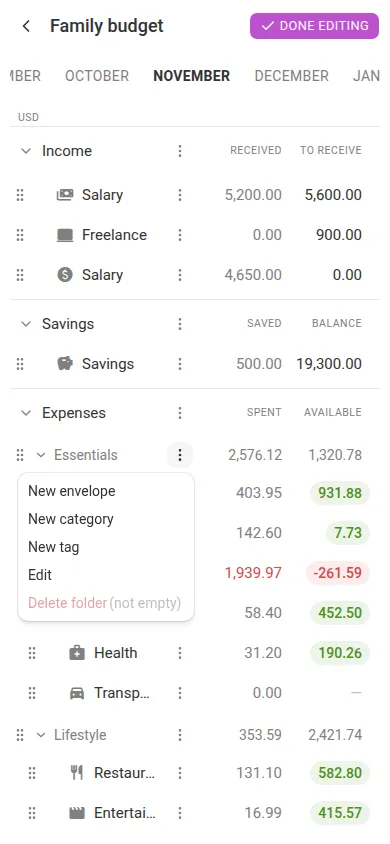 Family budget DONE EDITING
MBER OCTOBER NOVEMBER DECEMBER JAN
USD
Income RECEIVED TO RECEIVE
Salary 5,200.00 5,600.00
Freelance 0.00 900.00
Salary 4,650.00 0.00
Savings SAVED BALANCE
Savings 500.00 19,300.00
Expenses SPENT AVAILABLE
Essentials 2,576.12 1,320.78
New envelope 403.95 931.88
New category 142.60 7.73
New tag
Edit 1,939.97 -261.59
Delete folder (not empty) 58.40 452.50
Health 31.20 190.26
Transp… 0.00 —
Lifestyle 353.59 2,421.74
Restaur… 131.10 582.80
Entertai… 16.99 415.57